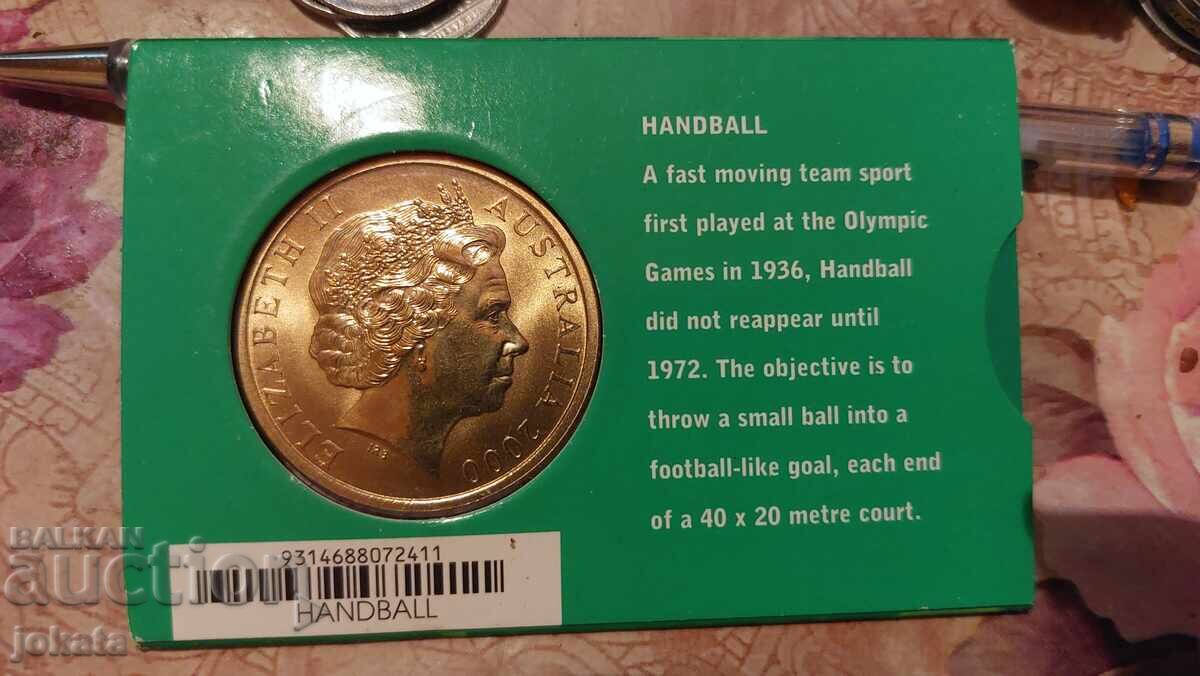 HANDBALL
A fast moving team sport
first played at the Olympic
Games in 1936, Handball
did not reappear until
1972. The objective is to
throw a small ball into a
football-like goal, each end
of a 40 x 20 metre court.
ELIZABETH II AUSTRALIA 2000
IRB
9314688072411
HANDBALL
BALKAN
auction
jokata